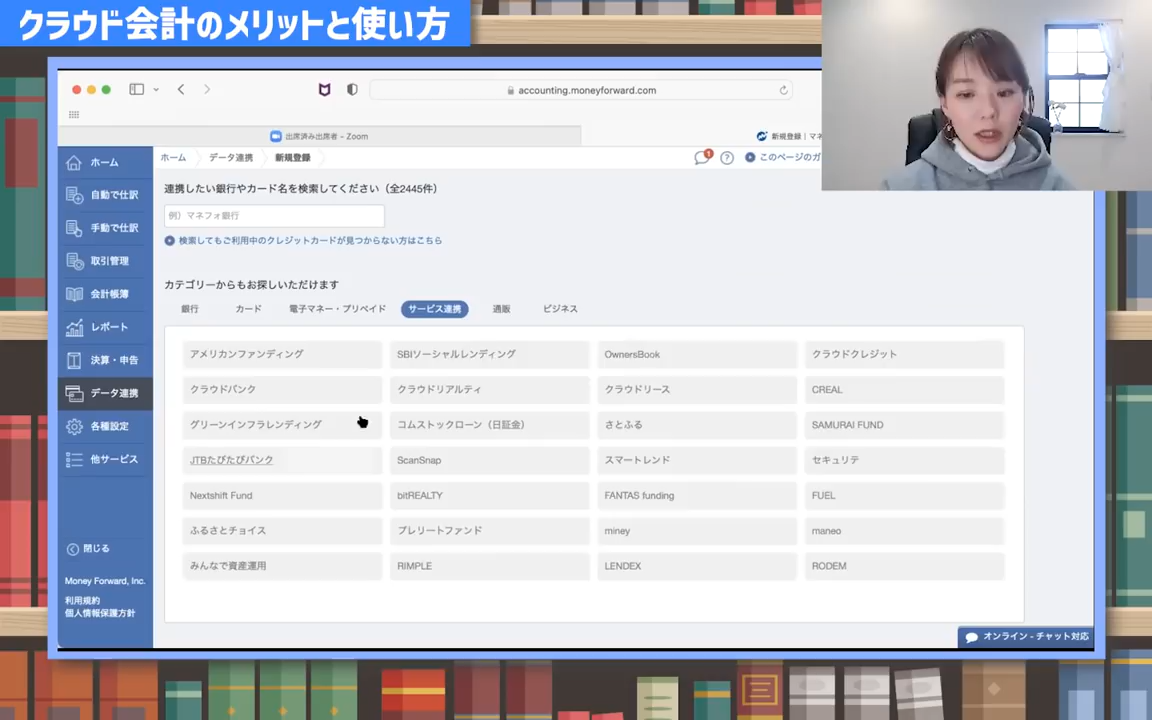 クラウド会計のメリットと使い方
accounting.moneyforward.com
出席済み出席者 – Zoom
新規登録｜マネ
ホーム
データ連携
新規登録
1
?
このページのガ
ホーム
自動で仕訳
手動で仕訳
取引管理
会計帳簿
レポート
決算・申告
データ連携
各種設定
他サービス
閉じる
Money Forward, Inc.
利用規約
個人情報保護方針
連携したい銀行やカード名を検索してください（全2445件）
例）マネフォ銀行
検索してもご利用中のクレジットカードが見つからない方はこちら
カテゴリーからもお探しいただけます
銀行 カード 電子マネー・プリペイド サービス連携 通販 ビジネス
アメリカンファンディング SBIソーシャルレンディング OwnersBook クラウドクレジット
クラウドバンク クラウドリアルティ クラウドリース CREAL
グリーンインフラレンディング コムストックローン（日証金） さとふる SAMURAI FUND
JTBたびたびバンク ScanSnap スマートレンド セキュリテ
Nextshift Fund bitREALTY FANTAS funding FUEL
ふるさとチョイス プレリートファンド miney maneo
みんなで資産運用 RIMPLE LENDEX RODEM
オンライン - チャット対応